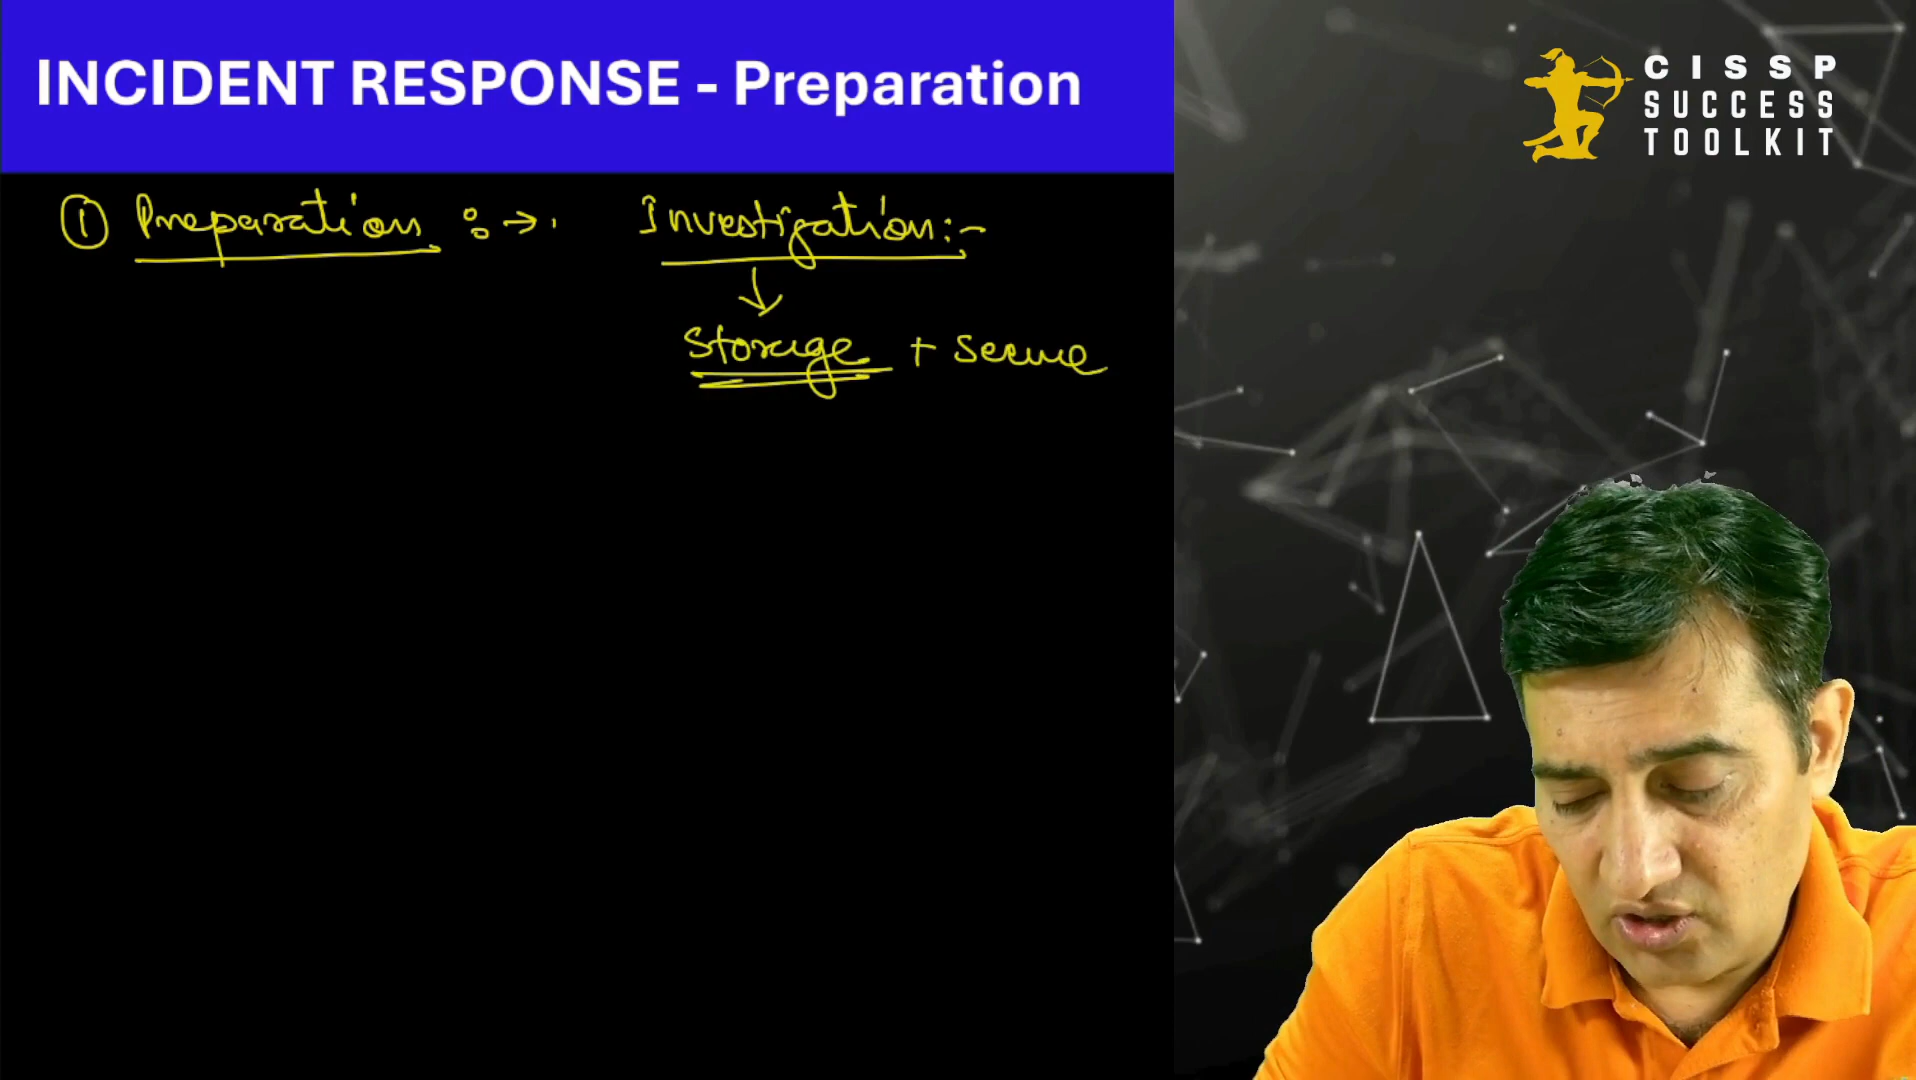 INCIDENT RESPONSE - Preparation
CISSP
SUCCESS
TOOLKIT
① Preparation :→ Investigation:-
↓
Storage + Secure